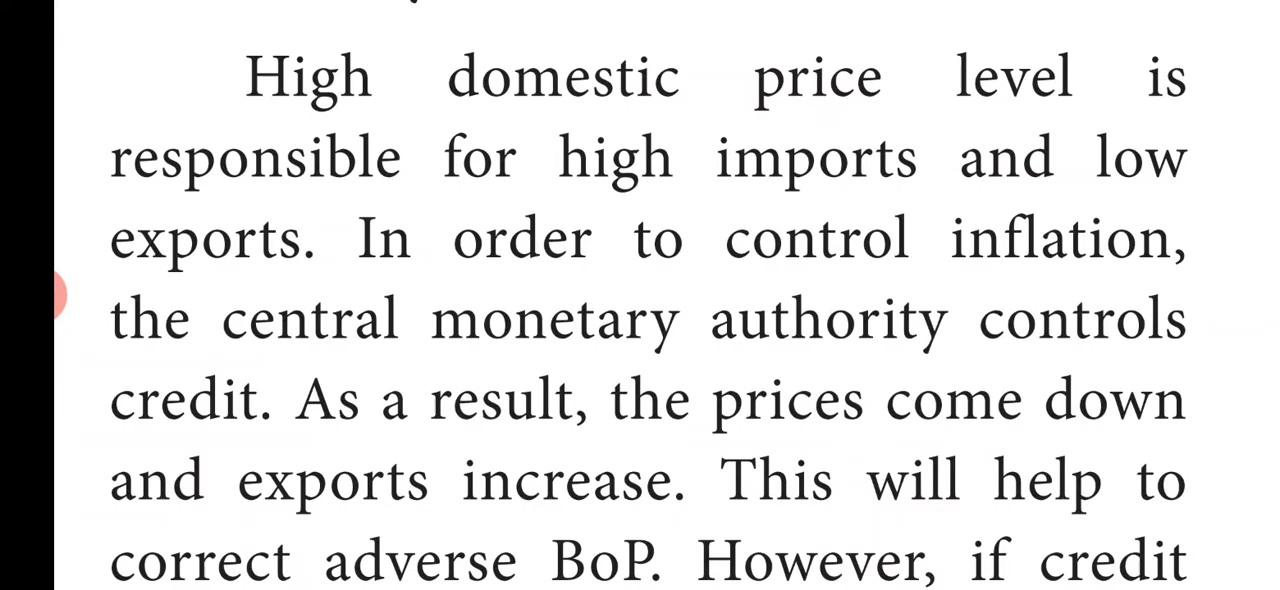 High domestic price level is
responsible for high imports and low
exports. In order to control inflation,
the central monetary authority controls
credit. As a result, the prices come down
and exports increase. This will help to
correct adverse BoP. However, if credit